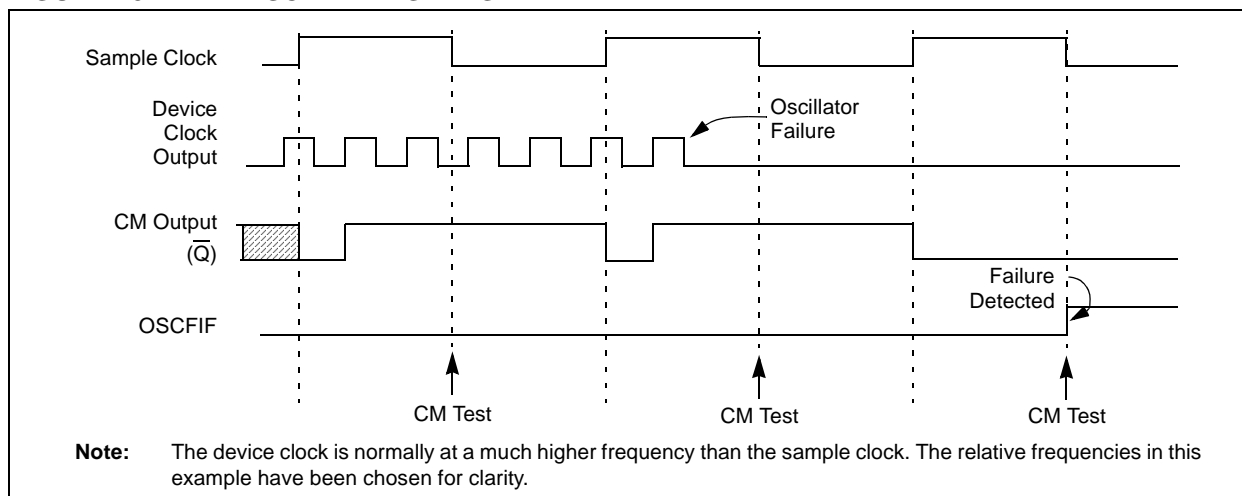 Sample Clock
Device
Clock
Output
Oscillator
Failure
CM Output
(Q̅)
Failure
Detected
OSCFIF
CM Test
CM Test
CM Test
Note: The device clock is normally at a much higher frequency than the sample clock. The relative frequencies in this
example have been chosen for clarity.